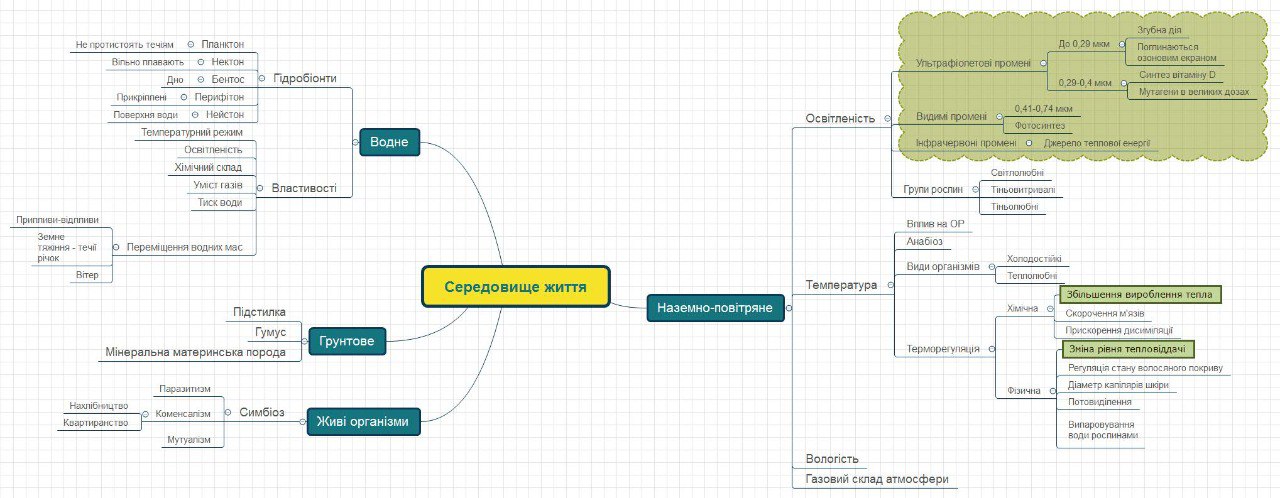 Середовище життя
Водне
Гідробіонти
Планктон
Не протистоять течіям
Нектон
Вільно плавають
Бентос
Дно
Перифітон
Прикріплені
Нейстон
Поверхня води
Властивості
Температурний режим
Освітленість
Хімічний склад
Уміст газів
Тиск води
Переміщення водних мас
Припливи-відпливи
Земне
тяжіння - течії
річок
Вітер
Грунтове
Підстилка
Гумус
Мінеральна материнська порода
Живі організми
Симбіоз
Паразитизм
Коменсалізм
Нахлібництво
Квартиранство
Мутуалізм
Наземно-повітряне
Освітленість
Ультрафіолетові промені
До 0,29 мкм
Згубна дія
Поглинаються
озоновим екраном
0,29-0,4 мкм
Синтез вітаміну D
Мутагени в великих дозах
Видимі промені
0,41-0,74 мкм
Фотосинтез
Інфрачервоні промені
Джерело теплової енергії
Групи рослин
Світлолюбні
Тіньовитривалі
Тіньолюбні
Температура
Вплив на ОР
Анабіоз
Види організмів
Холодостійкі
Теплолюбні
Терморегуляція
Хімічна
Збільшення вироблення тепла
Скорочення м'язів
Прискорення дисиміляції
Фізична
Зміна рівня тепловіддачі
Регуляція стану волосяного покриву
Діаметр капілярів шкіри
Потовиділення
Випаровування
води рослинами
Вологість
Газовий склад атмосфери